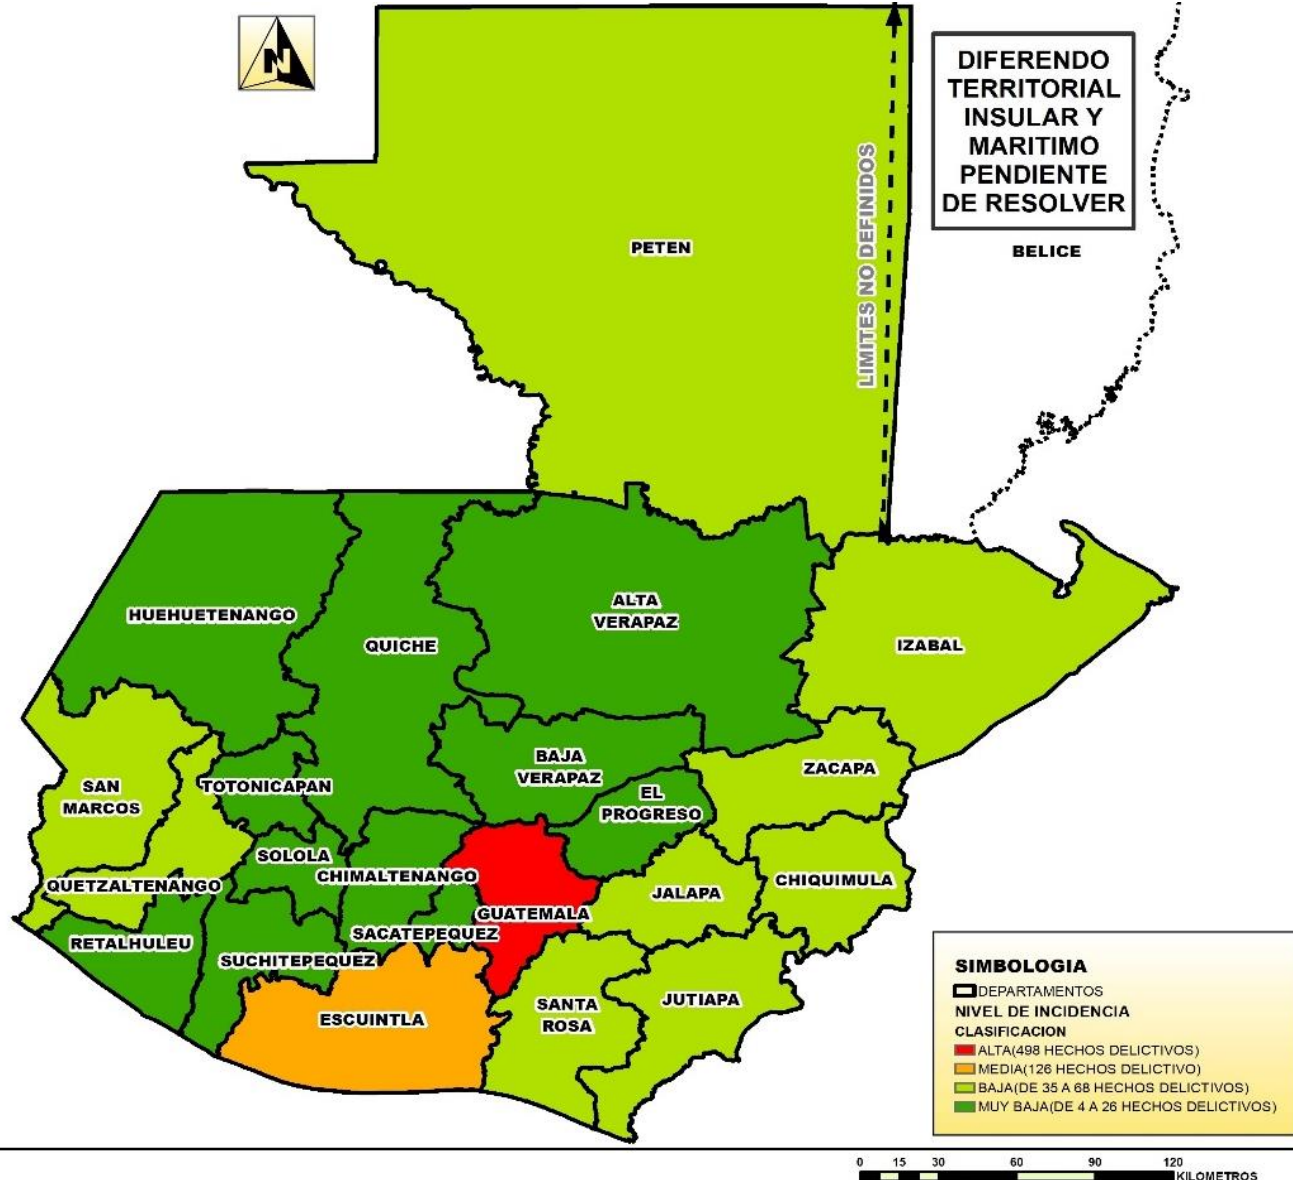 N
DIFERENDO
TERRITORIAL
INSULAR Y
MARITIMO
PENDIENTE
DE RESOLVER
BELICE
LIMITES NO DEFINIDOS
PETEN
HUEHUETENANGO
QUICHE
ALTA
VERAPAZ
IZABAL
SAN
MARCOS
TOTONICAPAN
BAJA
VERAPAZ
EL
PROGRESO
ZACAPA
SOLOLA
CHIMALTENANGO
QUETZALTENANGO
GUATEMALA
JALAPA
CHIQUIMULA
RETALHULEU
SUCHITEPEQUEZ
SACATEPEQUEZ
ESCUINTLA
SANTA
ROSA
JUTIAPA
SIMBOLOGIA
DEPARTAMENTOS
NIVEL DE INCIDENCIA
CLASIFICACION
ALTA(498 HECHOS DELICTIVOS)
MEDIA(126 HECHOS DELICTIVO)
BAJA(DE 35 A 68 HECHOS DELICTIVOS)
MUY BAJA(DE 4 A 26 HECHOS DELICTIVOS)
0 15 30 60 90 120
KILOMETROS